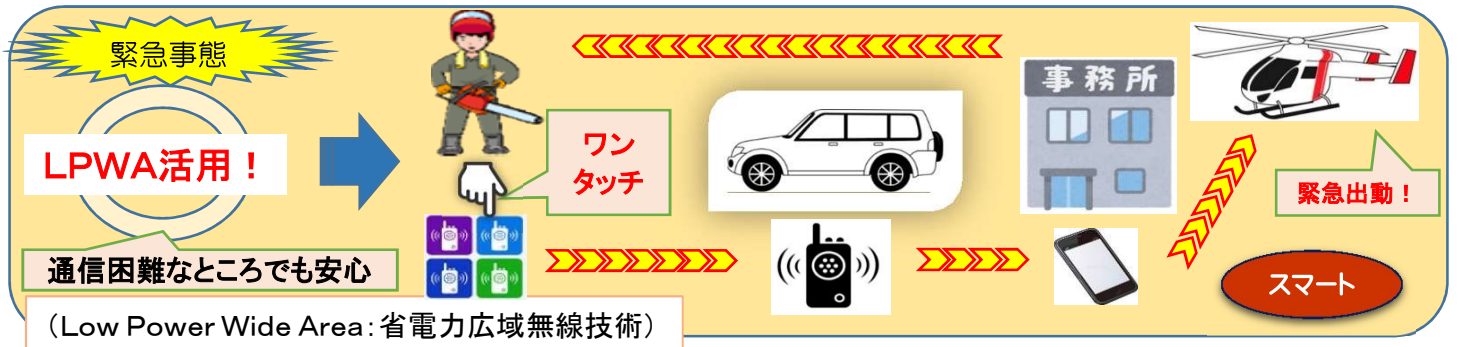 緊急事態
LPWA活用！
通信困難なところでも安心
（Low Power Wide Area：省電力広域無線技術）
ワン
タッチ
事務所
緊急出動！
スマート